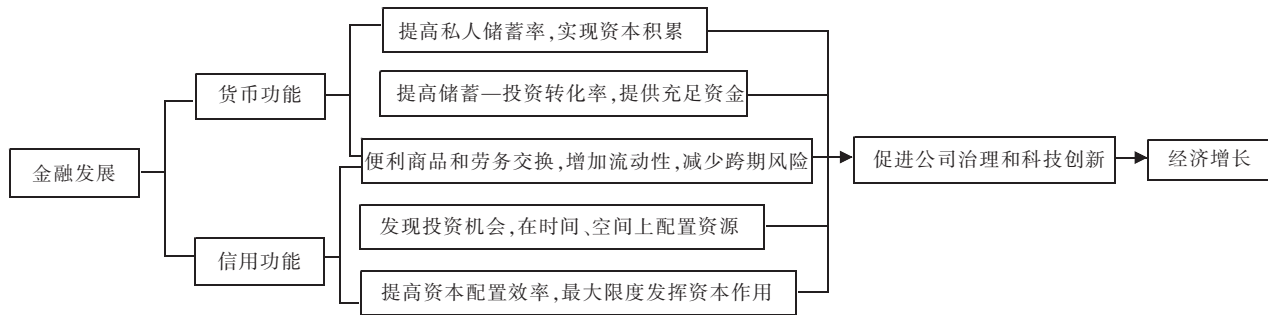 提高私人储蓄率,实现资本积累
货币功能
提高储蓄—投资转化率,提供充足资金
金融发展
便利商品和劳务交换,增加流动性,减少跨期风险
促进公司治理和科技创新
经济增长
发现投资机会,在时间、空间上配置资源
信用功能
提高资本配置效率,最大限度发挥资本作用